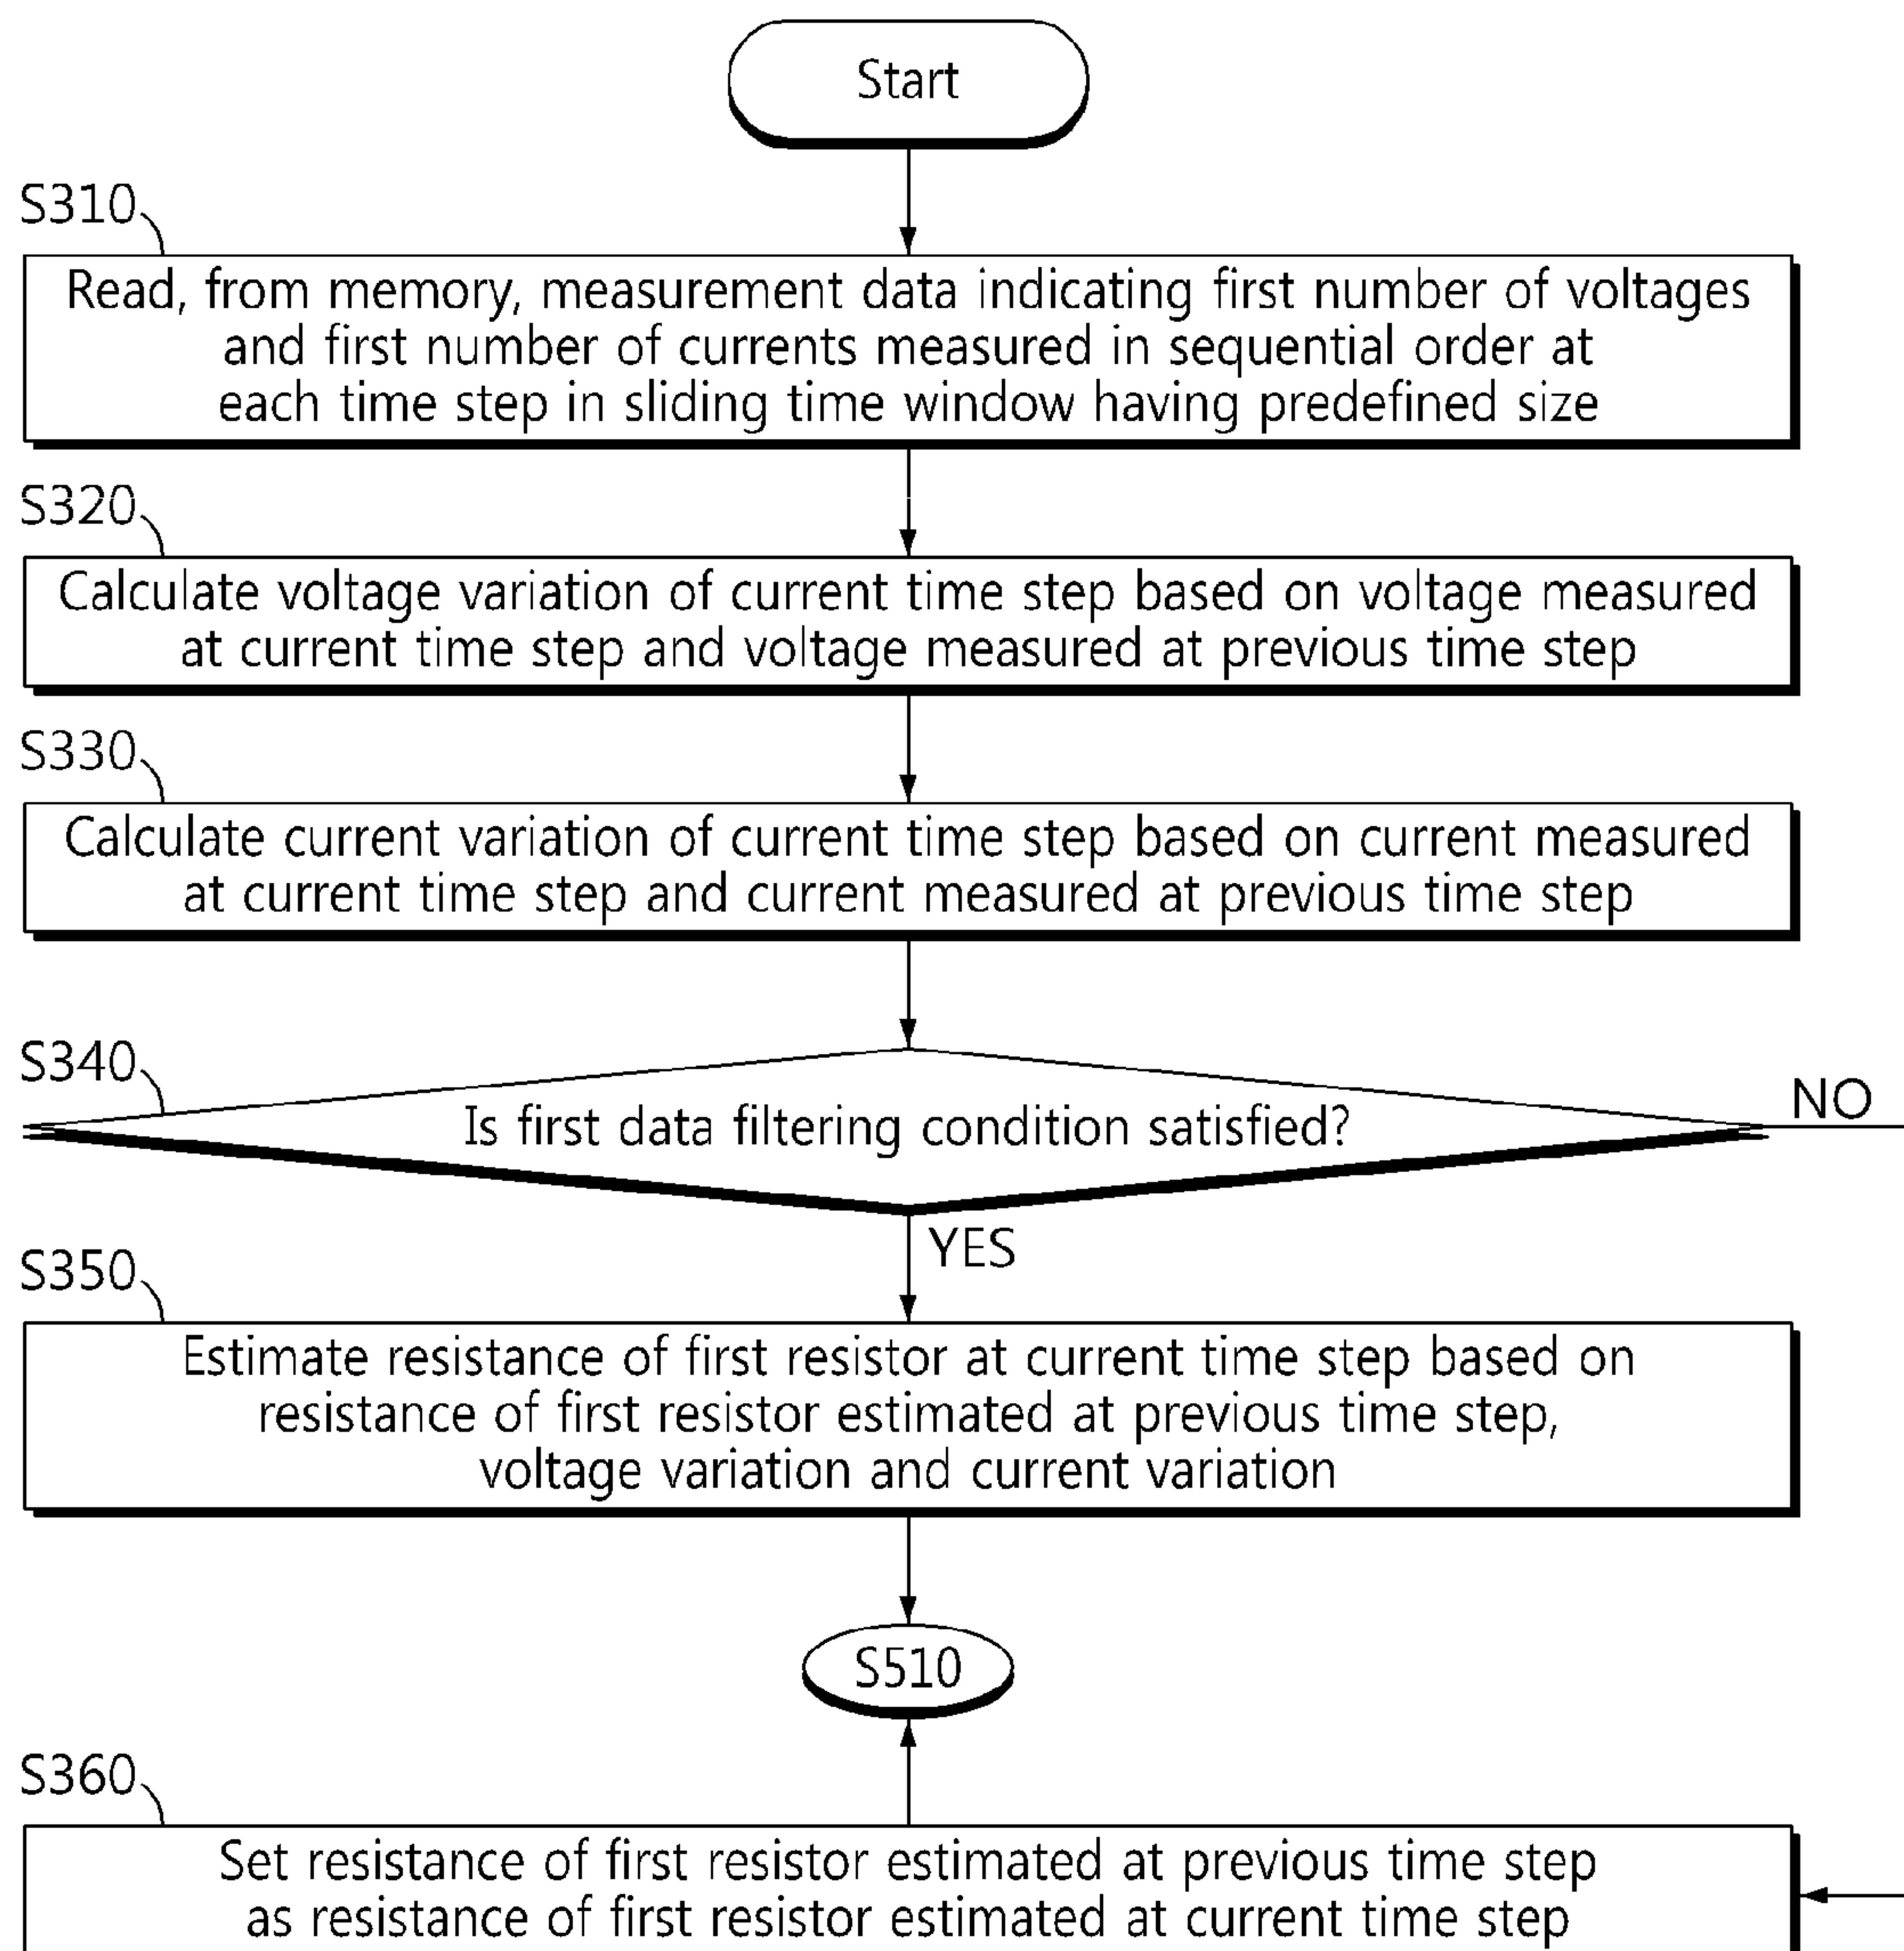 Start
S310
Read, from memory, measurement data indicating first number of voltages
and first number of currents measured in sequential order at
each time step in sliding time window having predefined size
S320
Calculate voltage variation of current time step based on voltage measured
at current time step and voltage measured at previous time step
S330
Calculate current variation of current time step based on current measured
at current time step and current measured at previous time step
S340
Is first data filtering condition satisfied?
NO
YES
S350
Estimate resistance of first resistor at current time step based on
resistance of first resistor estimated at previous time step,
voltage variation and current variation
S510
S360
Set resistance of first resistor estimated at previous time step
as resistance of first resistor estimated at current time step